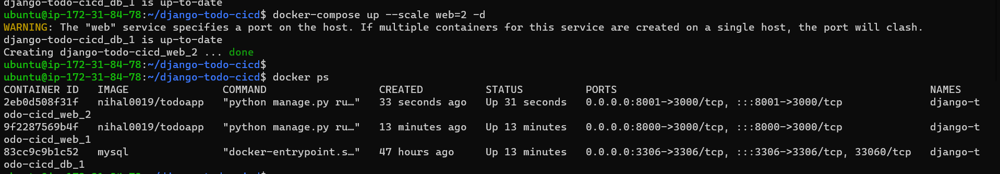 django-todo-cicd_db_1 is up-to-date
ubuntu@ip-172-31-84-78:~/django-todo-cicd$ docker-compose up --scale web=2 -d
WARNING: The "web" service specifies a port on the host. If multiple containers for this service are created on a single host, the port will clash.
django-todo-cicd_db_1 is up-to-date
Creating django-todo-cicd_web_2 ... done
ubuntu@ip-172-31-84-78:~/django-todo-cicd$
ubuntu@ip-172-31-84-78:~/django-todo-cicd$ docker ps
CONTAINER ID   IMAGE               COMMAND                  CREATED          STATUS          PORTS                                                  NAMES
2eb0d508f31f   nihal0019/todoapp   "python manage.py ru…"   33 seconds ago   Up 31 seconds   0.0.0.0:8001->3000/tcp, :::8001->3000/tcp              django-t
odo-cicd_web_2
9f2287569b4f   nihal0019/todoapp   "python manage.py ru…"   13 minutes ago   Up 13 minutes   0.0.0.0:8000->3000/tcp, :::8000->3000/tcp              django-t
odo-cicd_web_1
83cc9c9b1c52   mysql               "docker-entrypoint.s…"   47 hours ago     Up 13 minutes   0.0.0.0:3306->3306/tcp, :::3306->3306/tcp, 33060/tcp   django-t
odo-cicd_db_1